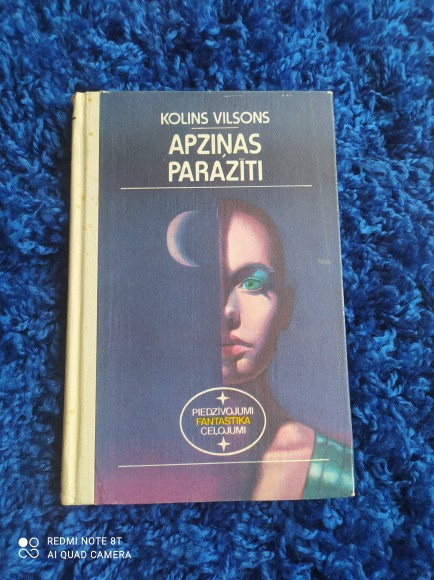 KOLINS VILSONS
APZIŅAS
PARAZĪTI
PIEDZĪVOJUMI
FANTASTIKA
CEĻOJUMI
REDMI NOTE 8T
AI QUAD CAMERA